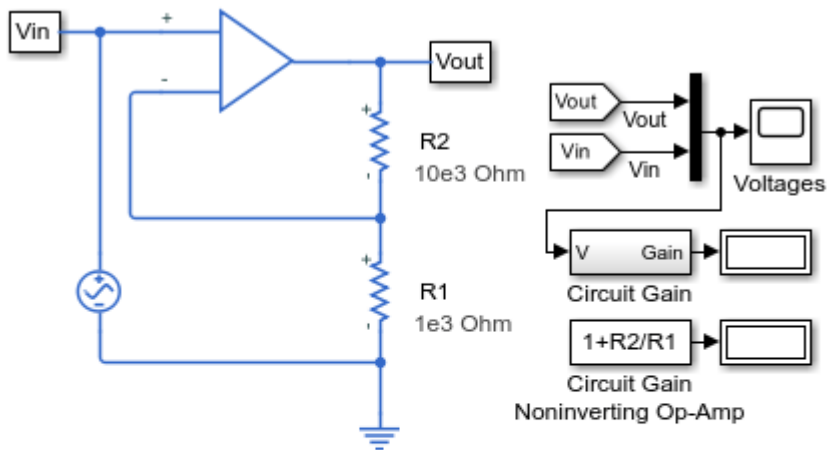 Vin
+
-
Vout
+
R2
10e3 Ohm
-
+
R1
1e3 Ohm
-
+
-
Vout
Vout
Vin
Vin
Voltages
V Gain
Circuit Gain
1+R2/R1
Circuit Gain
Noninverting Op-Amp